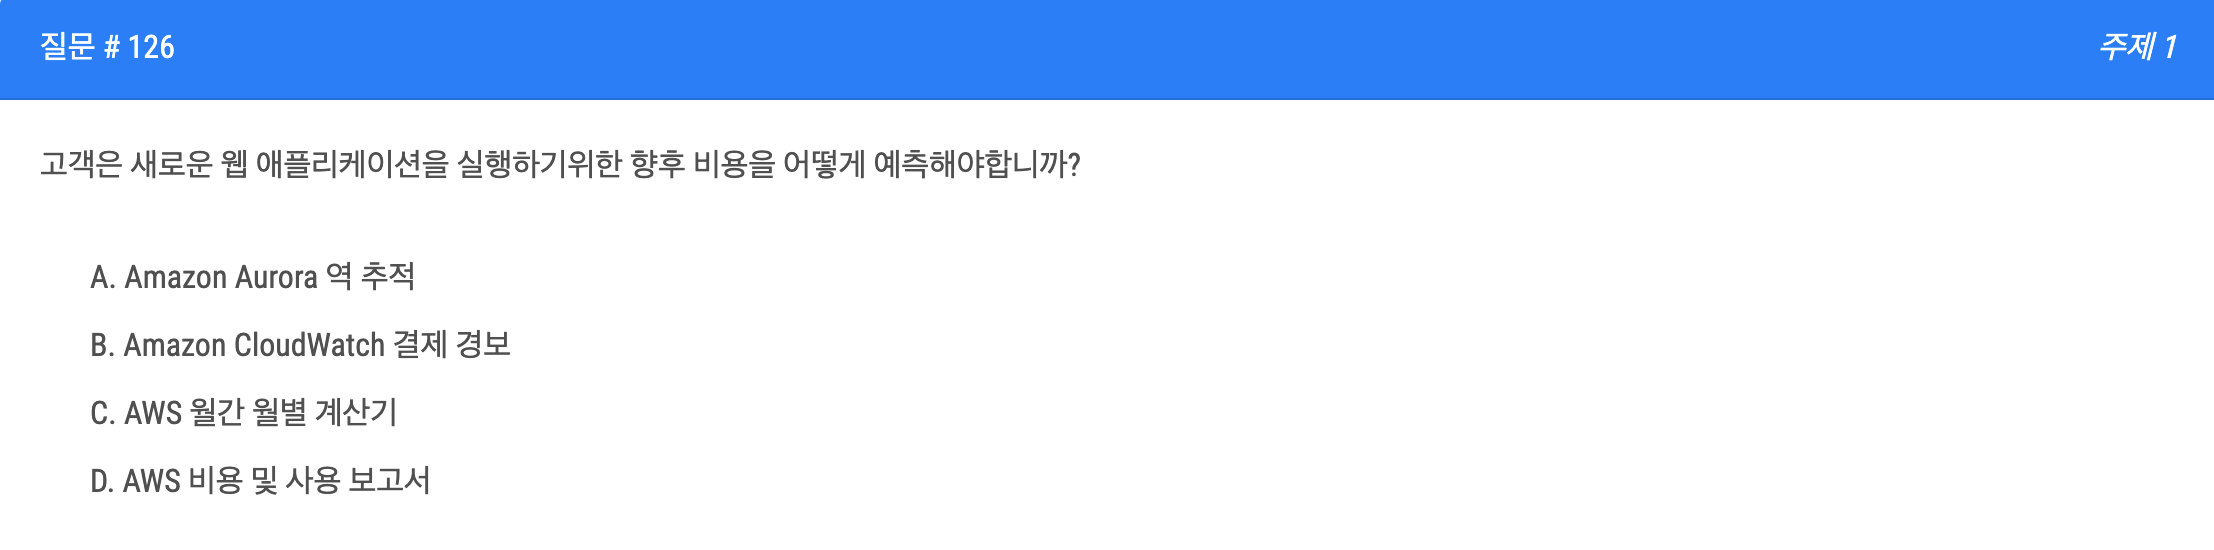 질문 # 126
주제 1
고객은 새로운 웹 애플리케이션을 실행하기위한 향후 비용을 어떻게 예측해야합니까?
A. Amazon Aurora 역 추적
B. Amazon CloudWatch 결제 경보
C. AWS 월간 월별 계산기
D. AWS 비용 및 사용 보고서